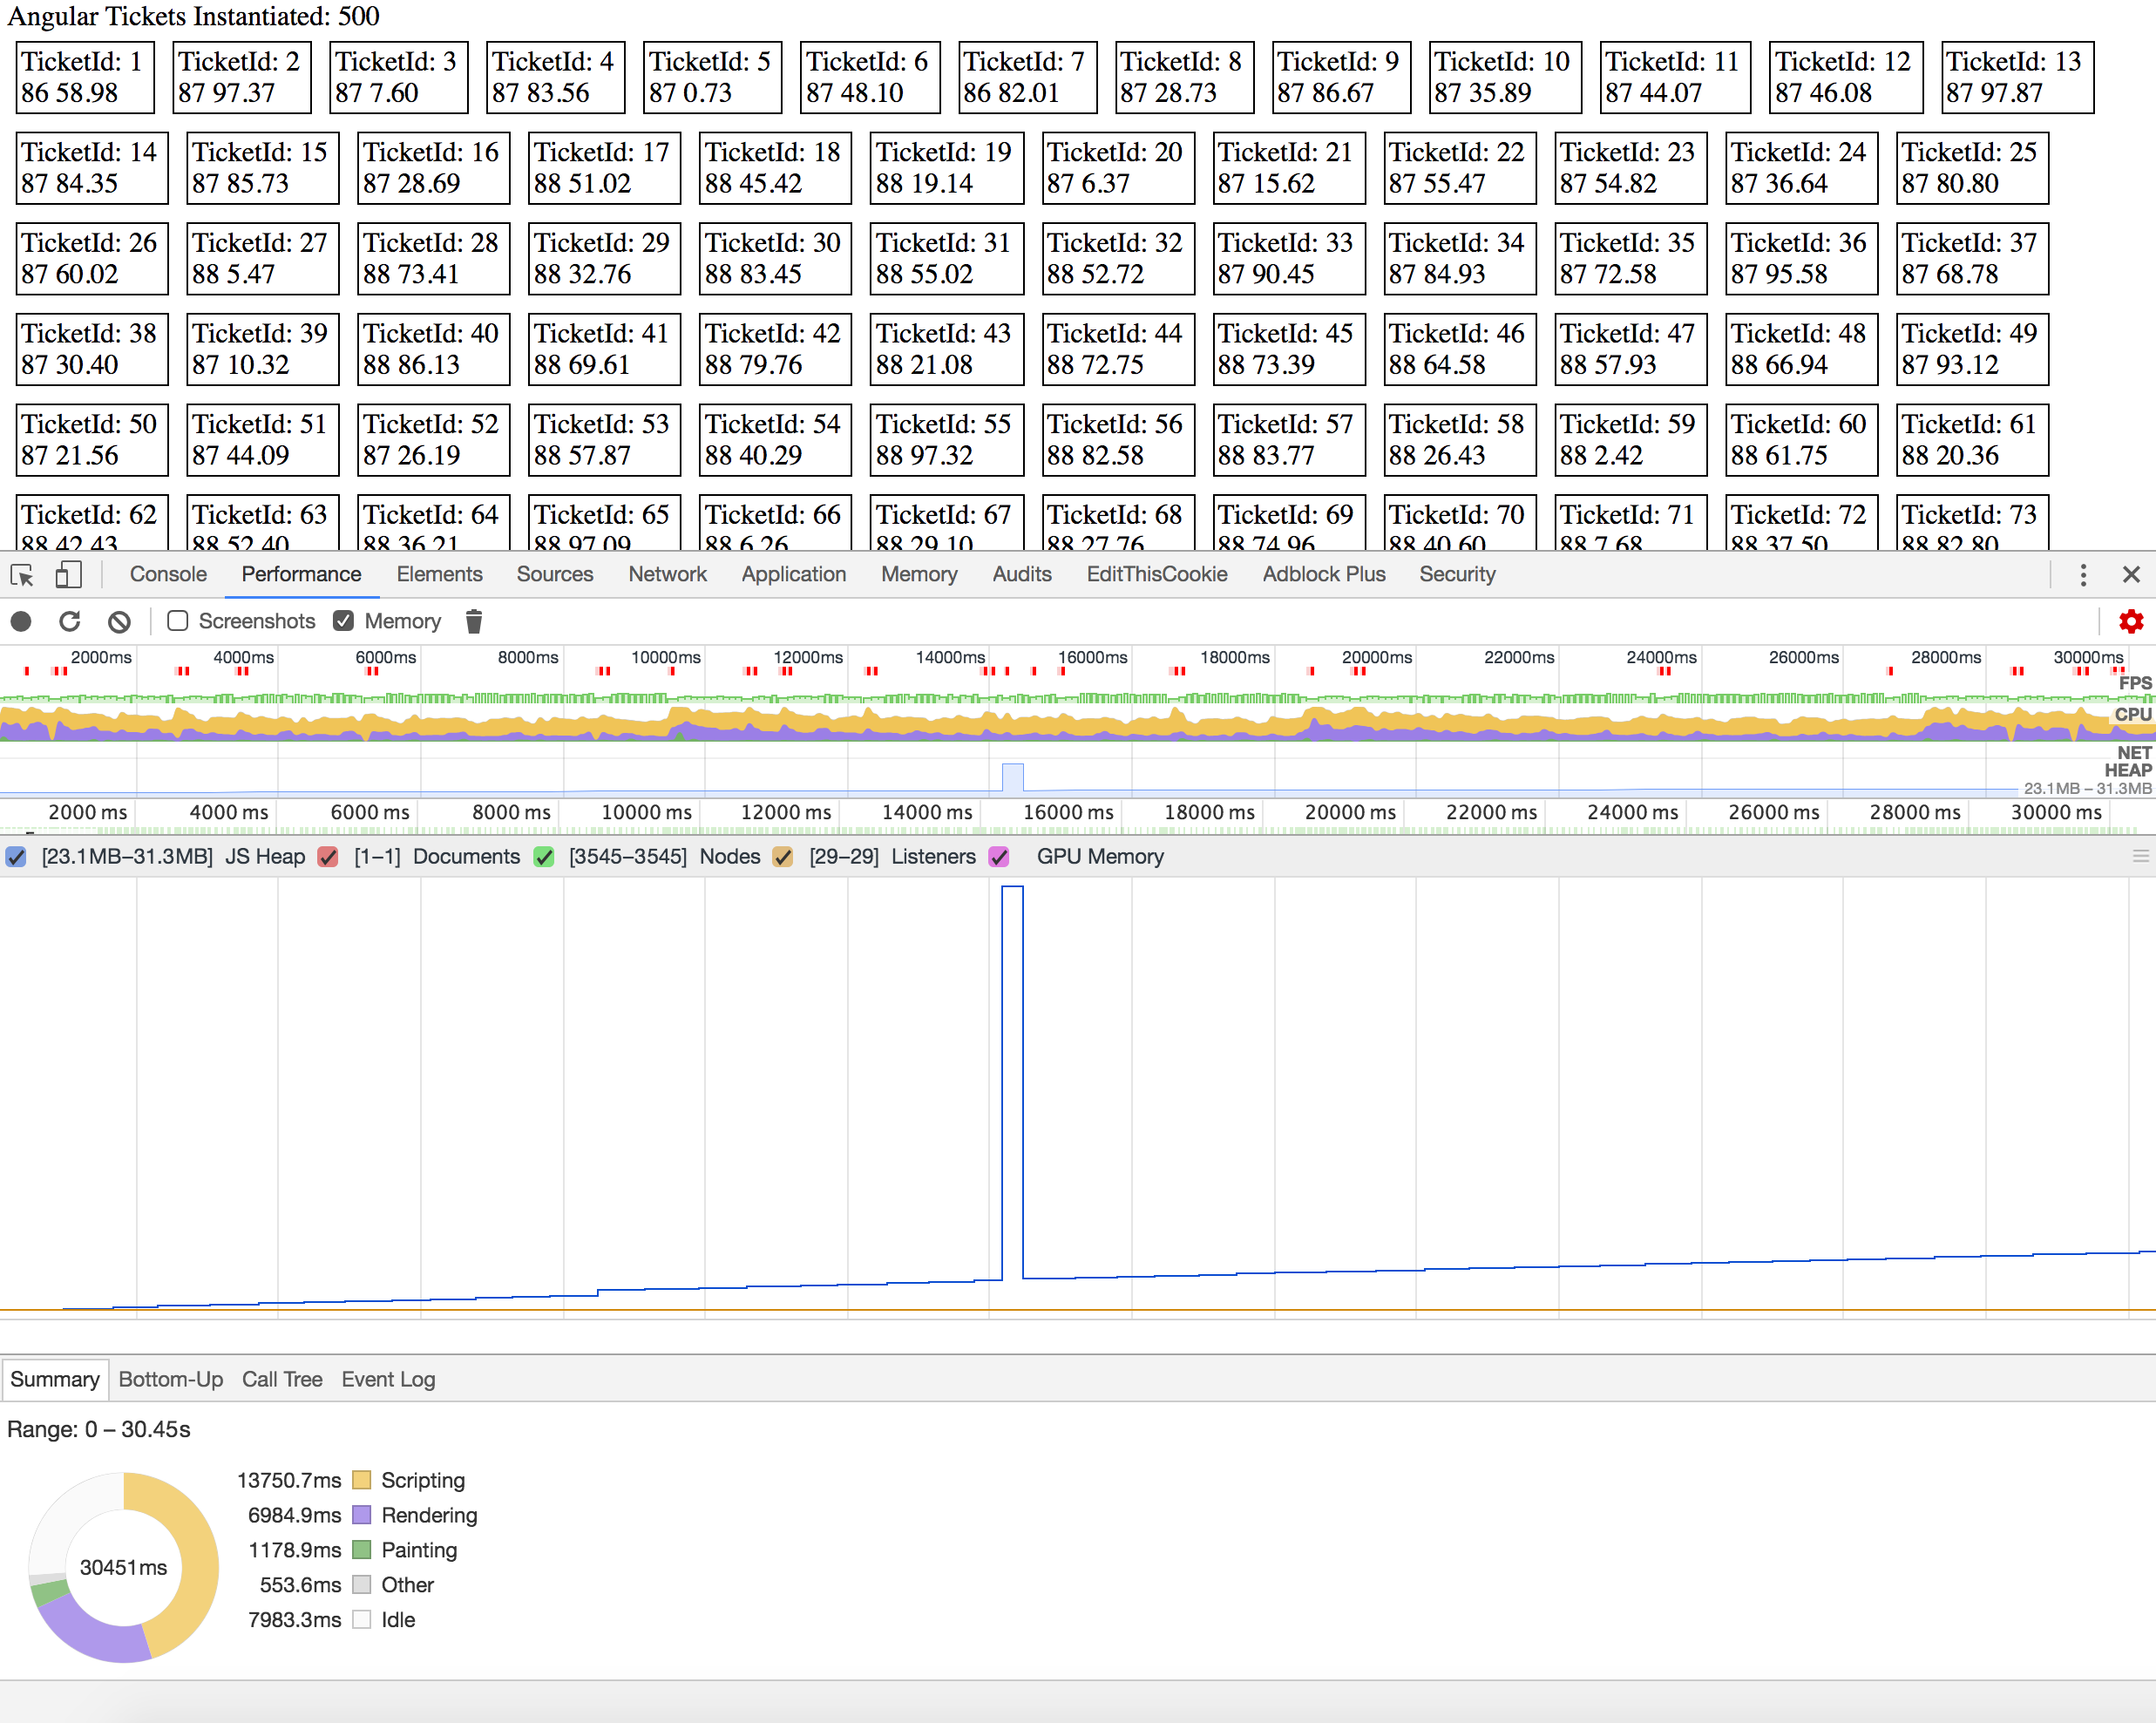 Angular Tickets Instantiated: 500
TicketId: 1 TicketId: 2 TicketId: 3 TicketId: 4 TicketId: 5 TicketId: 6 TicketId: 7 TicketId: 8 TicketId: 9 TicketId: 10 TicketId: 11 TicketId: 12 TicketId: 13
86 58.98 87 97.37 87 7.60 87 83.56 87 0.73 87 48.10 86 82.01 87 28.73 87 86.67 87 35.89 87 44.07 87 46.08 87 97.87
TicketId: 14 TicketId: 15 TicketId: 16 TicketId: 17 TicketId: 18 TicketId: 19 TicketId: 20 TicketId: 21 TicketId: 22 TicketId: 23 TicketId: 24 TicketId: 25
87 84.35 87 85.73 87 28.69 88 51.02 88 45.42 88 19.14 87 6.37 87 15.62 87 55.47 87 54.82 87 36.64 87 80.80
TicketId: 26 TicketId: 27 TicketId: 28 TicketId: 29 TicketId: 30 TicketId: 31 TicketId: 32 TicketId: 33 TicketId: 34 TicketId: 35 TicketId: 36 TicketId: 37
87 60.02 88 5.47 88 73.41 88 32.76 88 83.45 88 55.02 88 52.72 87 90.45 87 84.93 87 72.58 87 95.58 87 68.78
TicketId: 38 TicketId: 39 TicketId: 40 TicketId: 41 TicketId: 42 TicketId: 43 TicketId: 44 TicketId: 45 TicketId: 46 TicketId: 47 TicketId: 48 TicketId: 49
87 30.40 87 10.32 88 86.13 88 69.61 88 79.76 88 21.08 88 72.75 88 73.39 88 64.58 88 57.93 88 66.94 87 93.12
TicketId: 50 TicketId: 51 TicketId: 52 TicketId: 53 TicketId: 54 TicketId: 55 TicketId: 56 TicketId: 57 TicketId: 58 TicketId: 59 TicketId: 60 TicketId: 61
87 21.56 87 44.09 87 26.19 88 57.87 88 40.29 88 97.32 88 82.58 88 83.77 88 26.43 88 2.42 88 61.75 88 20.36
TicketId: 62 TicketId: 63 TicketId: 64 TicketId: 65 TicketId: 66 TicketId: 67 TicketId: 68 TicketId: 69 TicketId: 70 TicketId: 71 TicketId: 72 TicketId: 73
88 42.43 88 52.40 88 36.21 88 97.09 88 6.26 88 29.10 88 27.76 88 74.96 88 40.60 88 7.68 88 37.50 88 82.80
Console Performance Elements Sources Network Application Memory Audits EditThisCookie Adblock Plus Security
Screenshots Memory
2000ms 4000ms 6000ms 8000ms 10000ms 12000ms 14000ms 16000ms 18000ms 20000ms 22000ms 24000ms 26000ms 28000ms 30000ms
FPS
CPU
NET
HEAP
23.1MB – 31.3MB
2000 ms 4000 ms 6000 ms 8000 ms 10000 ms 12000 ms 14000 ms 16000 ms 18000 ms 20000 ms 22000 ms 24000 ms 26000 ms 28000 ms 30000 ms
[23.1MB–31.3MB] JS Heap [1–1] Documents [3545–3545] Nodes [29–29] Listeners GPU Memory
Summary Bottom-Up Call Tree Event Log
Range: 0 – 30.45s
13750.7ms Scripting
6984.9ms Rendering
1178.9ms Painting
30451ms
553.6ms Other
7983.3ms Idle